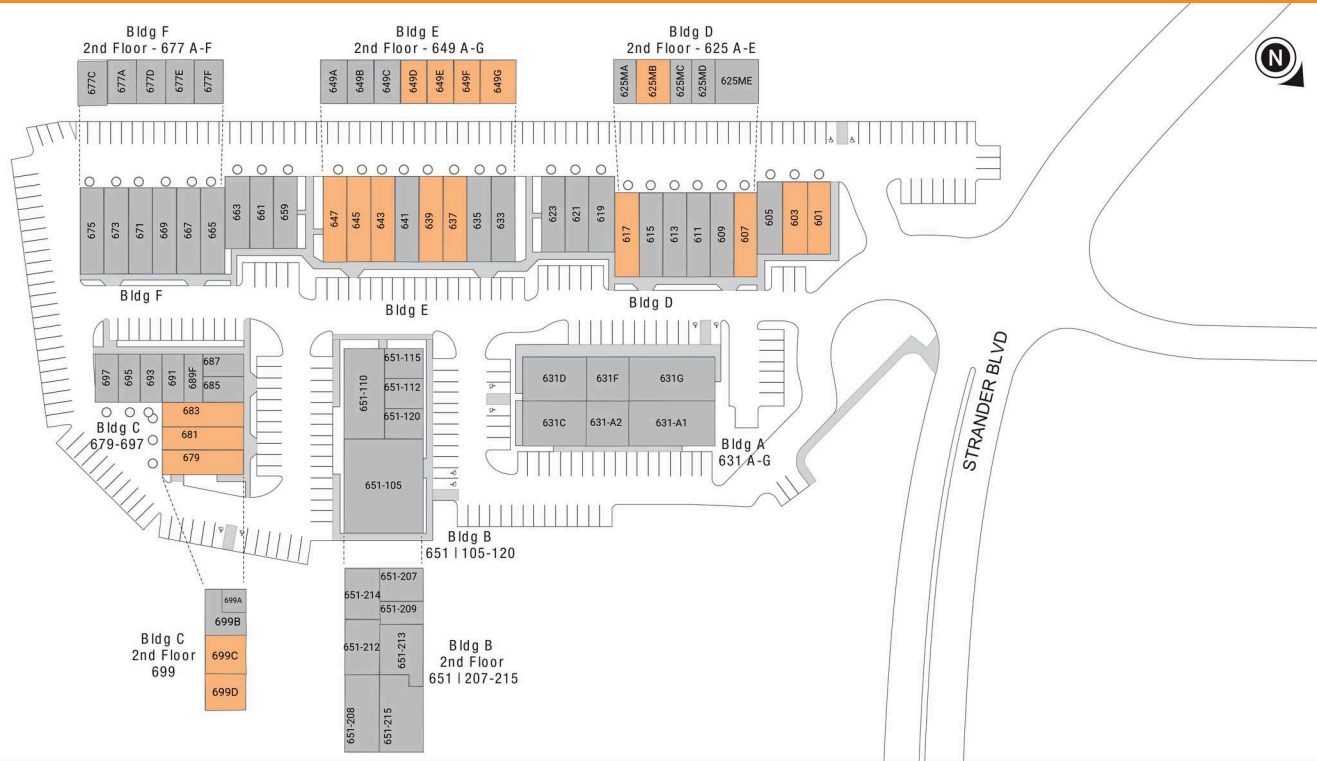 Bldg F
2nd Floor - 677 A-F
Bldg E
2nd Floor - 649 A-G
Bldg D
2nd Floor - 625 A-E
N
677C
677A
677D
677E
677F
649A
649B
649C
649D
649E
649F
649G
625MA
625MB
625MC
625MD
625ME
675
673
671
669
667
665
663
661
659
647
645
643
641
639
637
635
633
623
621
619
617
615
613
611
609
607
605
603
601
Bldg F
Bldg E
Bldg D
697
695
693
691
689F
687
685
683
681
679
Bldg C
679-697
651-110
651-115
651-112
651-120
651-105
631D
631F
631G
631C
631-A2
631-A1
Bldg A
631 A-G
STRANDER BLVD
Bldg B
651 | 105-120
699A
699B
699C
699D
Bldg C
2nd Floor
699
651-214
651-207
651-209
651-212
651-213
651-208
651-215
Bldg B
2nd Floor
651 | 207-215